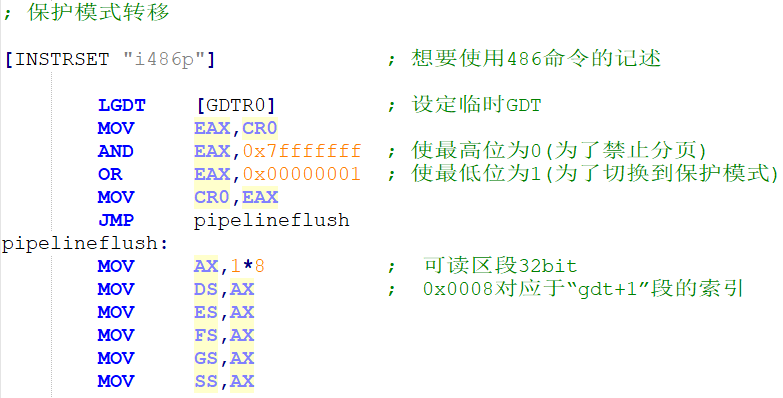 ; 保护模式转移
[INSTRSET "i486p"] ; 想要使用486命令的记述
LGDT [GDTR0] ; 设定临时GDT
MOV EAX,CR0
AND EAX,0x7fffffff ; 使最高位为0(为了禁止分页)
OR EAX,0x00000001 ; 使最低位为1(为了切换到保护模式)
MOV CR0,EAX
JMP pipelineflush
pipelineflush:
MOV AX,1*8 ; 可读区段32bit
MOV DS,AX ; 0x0008对应于“gdt+1”段的索引
MOV ES,AX
MOV FS,AX
MOV GS,AX
MOV SS,AX